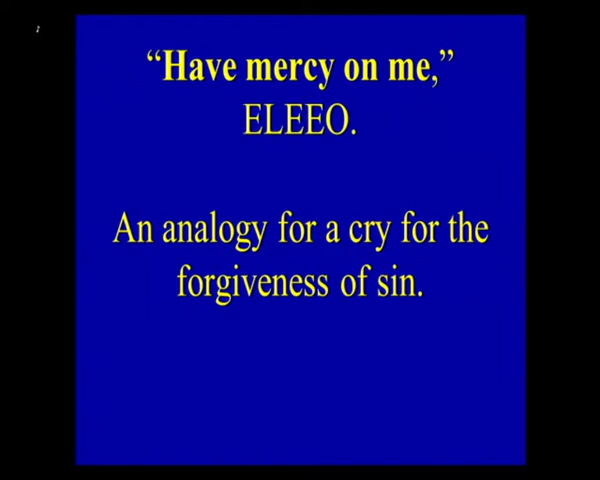 “Have mercy on me,”
ELEEO.
An analogy for a cry for the
forgiveness of sin.